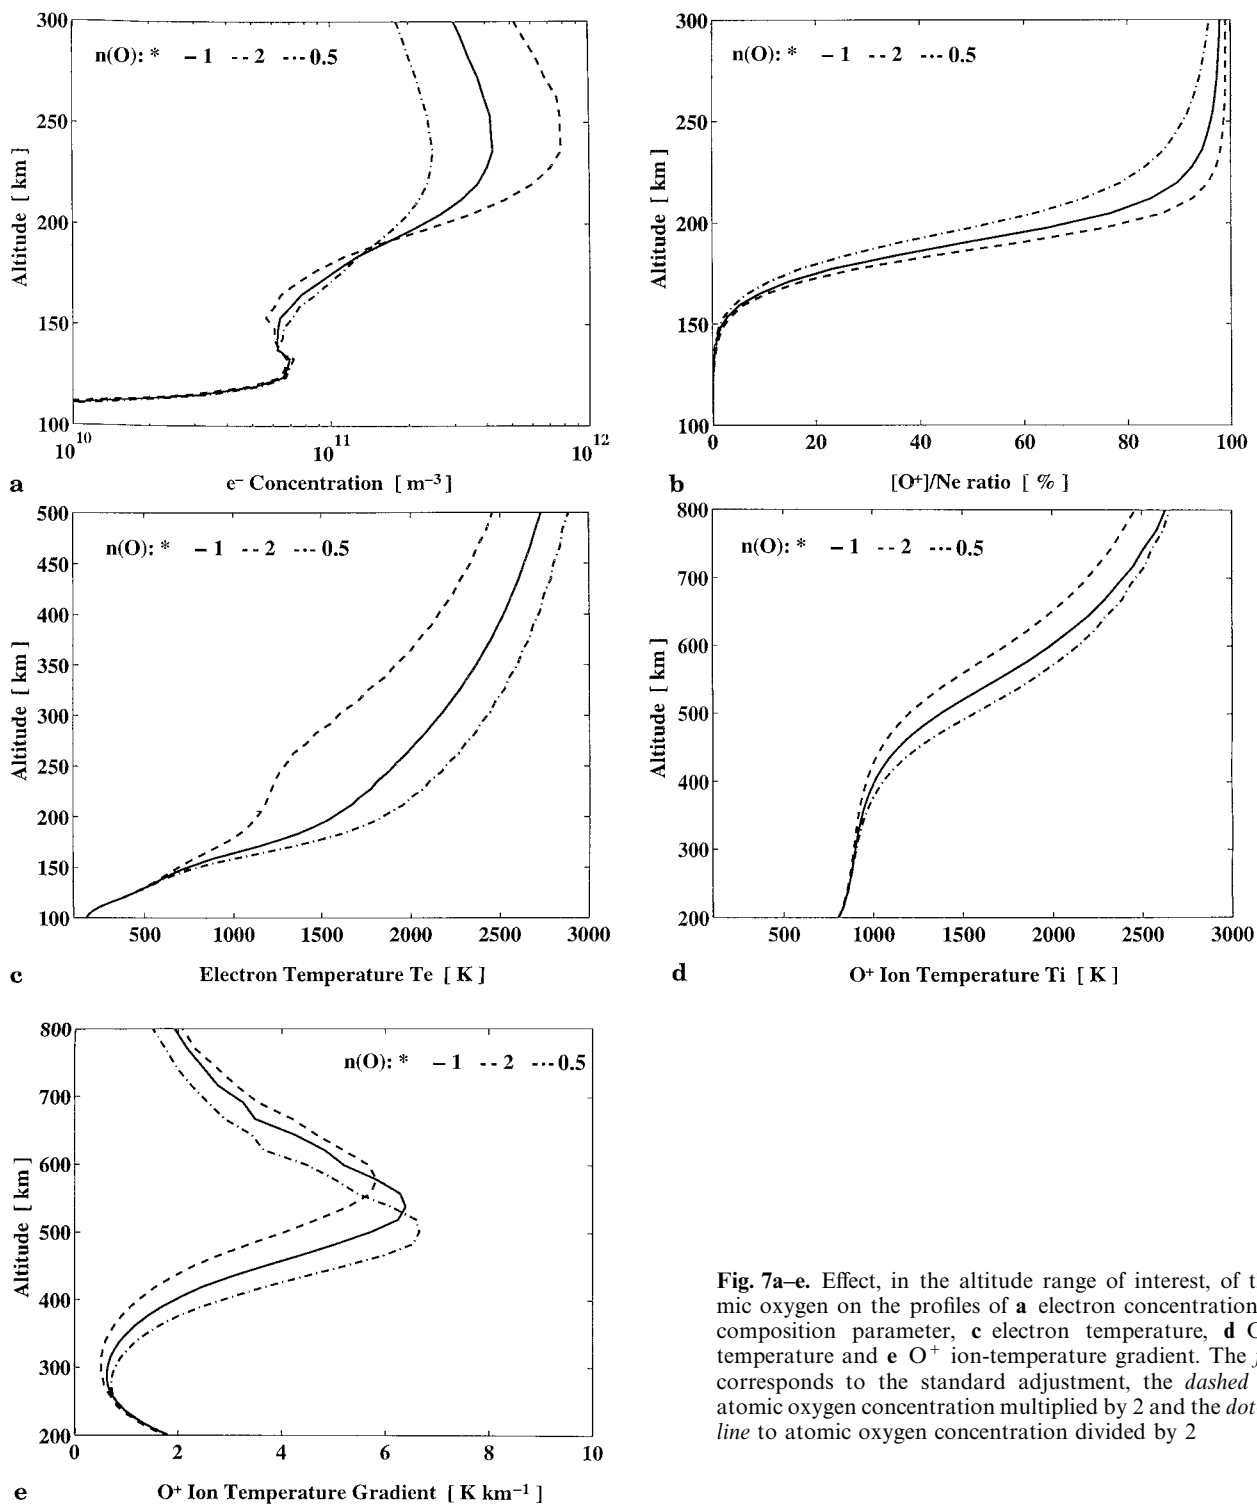 300
250
200
150
100
Altitude [ km ]
n(O): * – 1 -- 2 -·- 0.5
10^10 10^11 10^12
a
e⁻ Concentration [ m⁻³ ]
300
250
200
150
100
Altitude [ km ]
n(O): * – 1 -- 2 -·- 0.5
0 20 40 60 80 100
b
[O⁺]/Ne ratio [ % ]
500
450
400
350
300
250
200
150
100
Altitude [ km ]
n(O): * – 1 -- 2 -·- 0.5
500 1000 1500 2000 2500 3000
c
Electron Temperature Te [ K ]
800
700
600
500
400
300
200
Altitude [ km ]
n(O): * – 1 -- 2 -·- 0.5
500 1000 1500 2000 2500 3000
d
O⁺ Ion Temperature Ti [ K ]
800
700
600
500
400
300
200
Altitude [ km ]
n(O): * – 1 -- 2 -·- 0.5
0 2 4 6 8 10
e
O⁺ Ion Temperature Gradient [ K km⁻¹ ]
Fig. 7a–e. Effect, in the altitude range of interest, of
mic oxygen on the profiles of a electron concentration
composition parameter, c electron temperature, d
temperature and e O⁺ ion-temperature gradient. The
corresponds to the standard adjustment, the dashed
atomic oxygen concentration multiplied by 2 and the dot
line to atomic oxygen concentration divided by 2